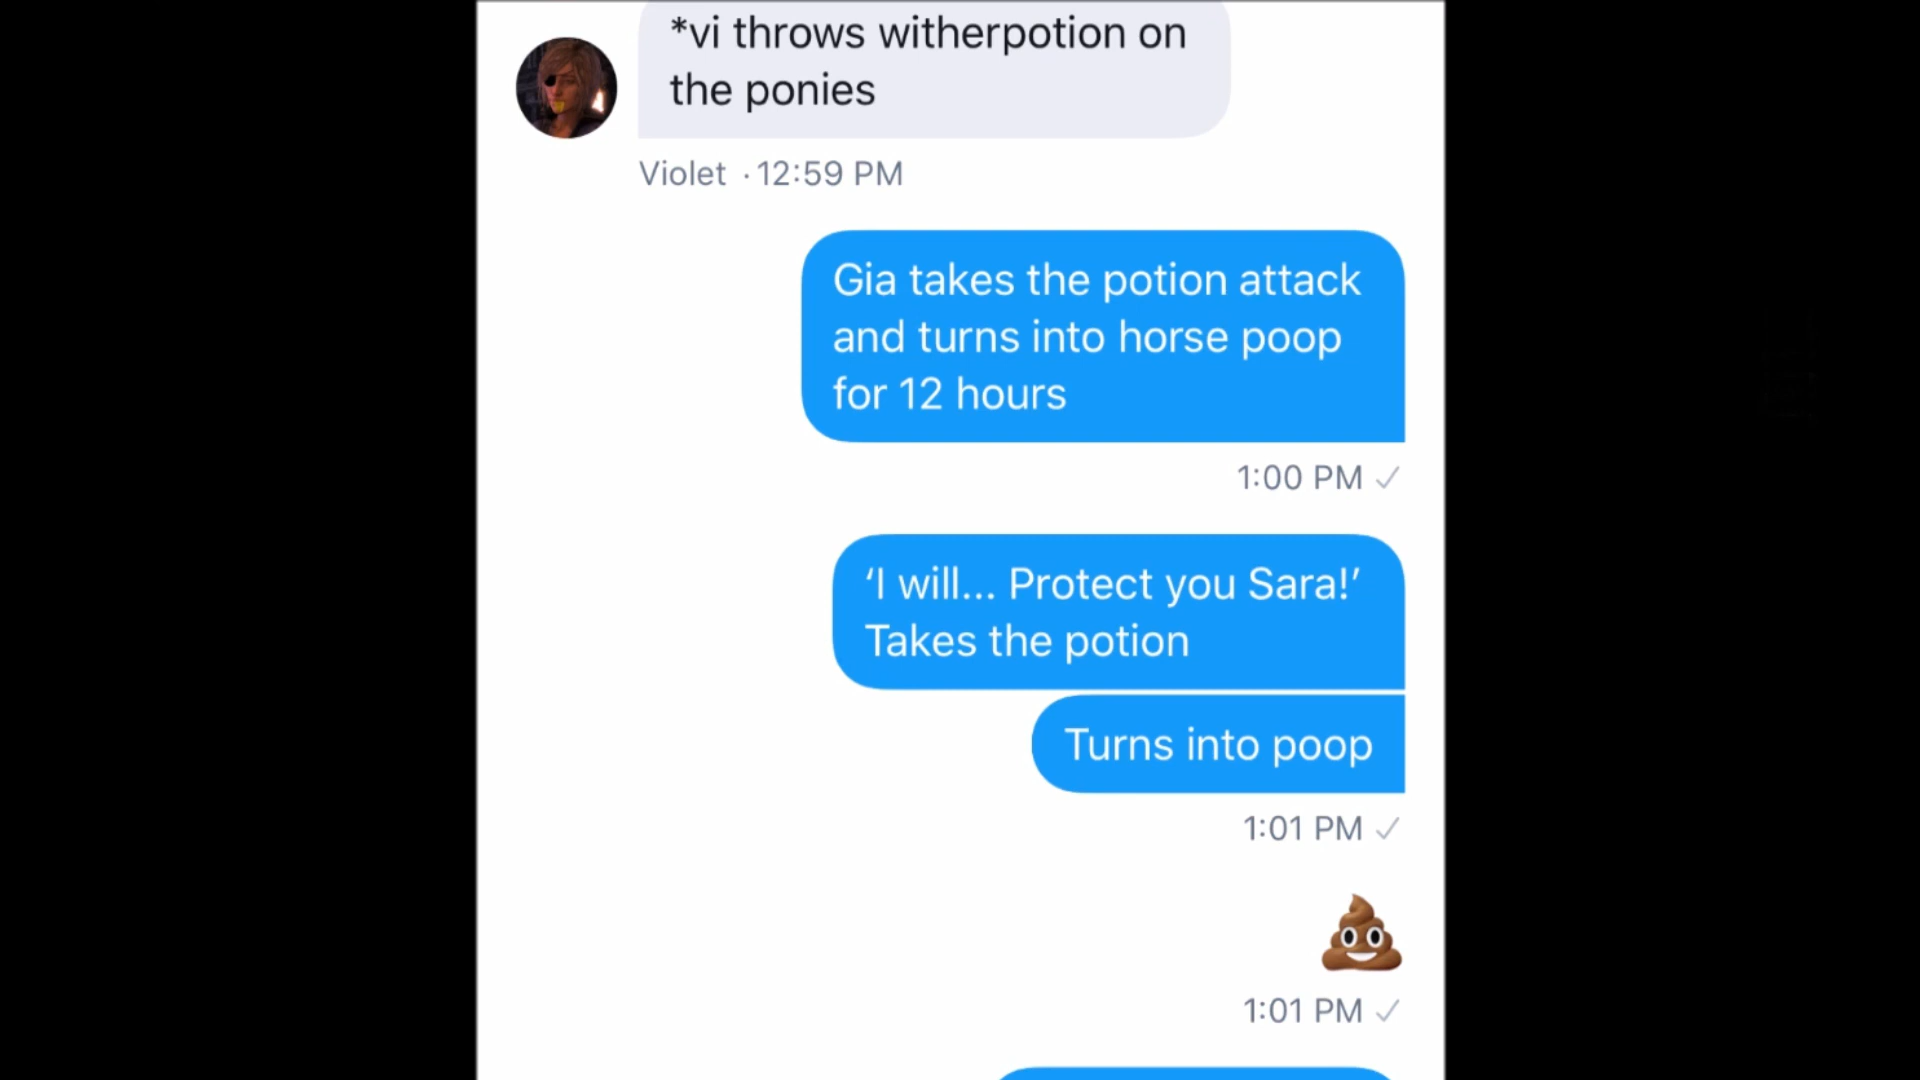 *vi throws witherpotion on
the ponies
Violet · 12:59 PM
Gia takes the potion attack
and turns into horse poop
for 12 hours
1:00 PM ✓
‘I will... Protect you Sara!’
Takes the potion
Turns into poop
1:01 PM ✓
💩
1:01 PM ✓